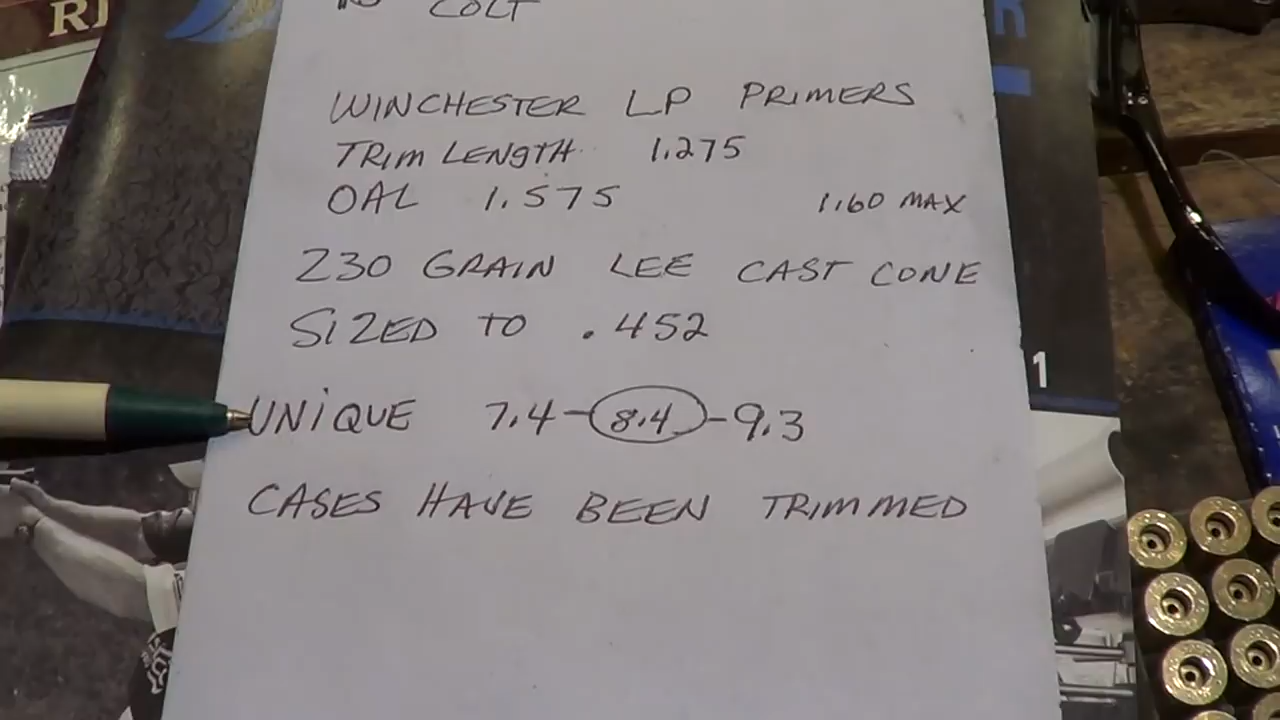 COLT
WINCHESTER LP PRIMERS
TRIM LENGTH 1.275
OAL 1.575 1.60 MAX
230 GRAIN LEE CAST CONE
SIZED TO .452
UNIQUE 7.4-8.4-9.3
CASES HAVE BEEN TRIMMED
1